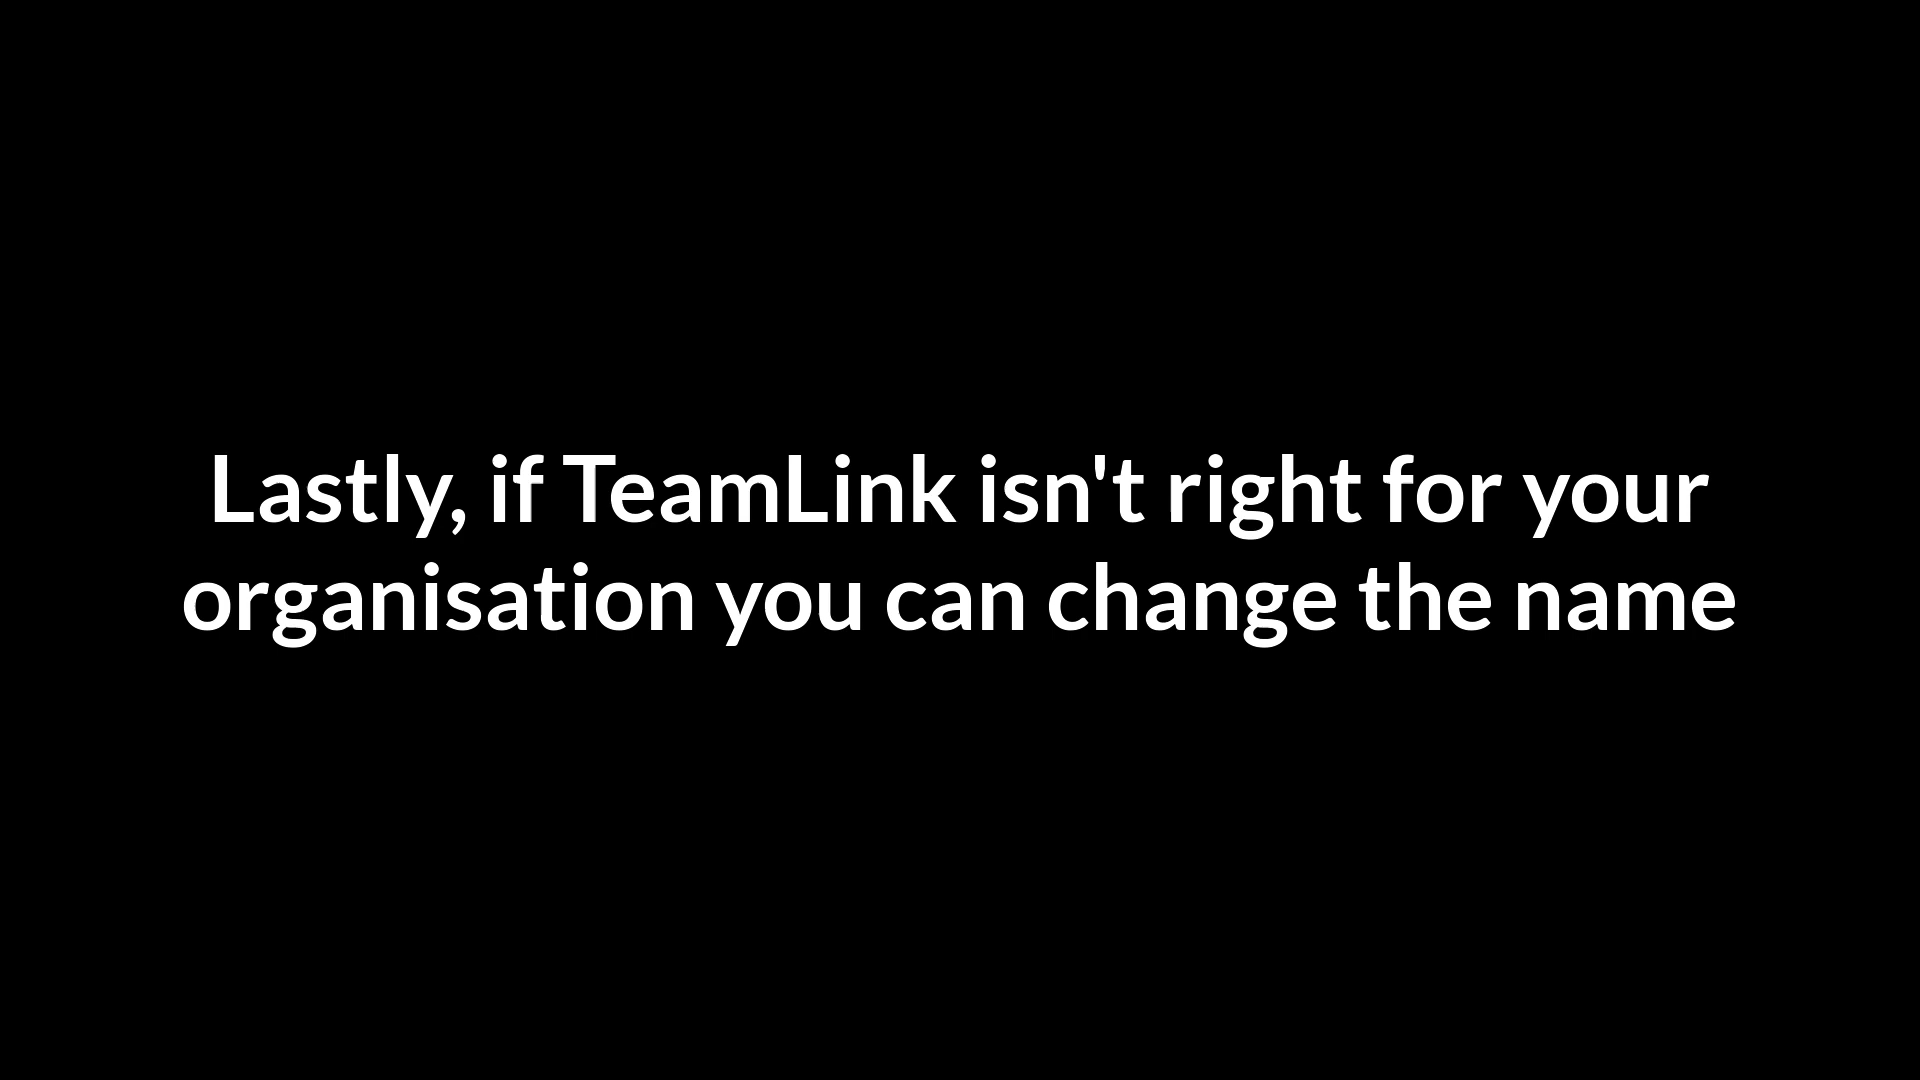 Lastly, if TeamLink isn't right for your
organisation you can change the name